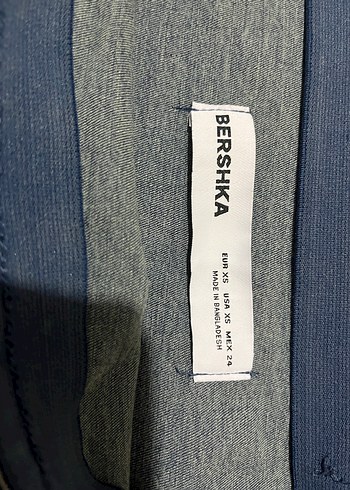 BERSHKA
EUR XS USA XS MEX 24
MADE IN BANGLADESH